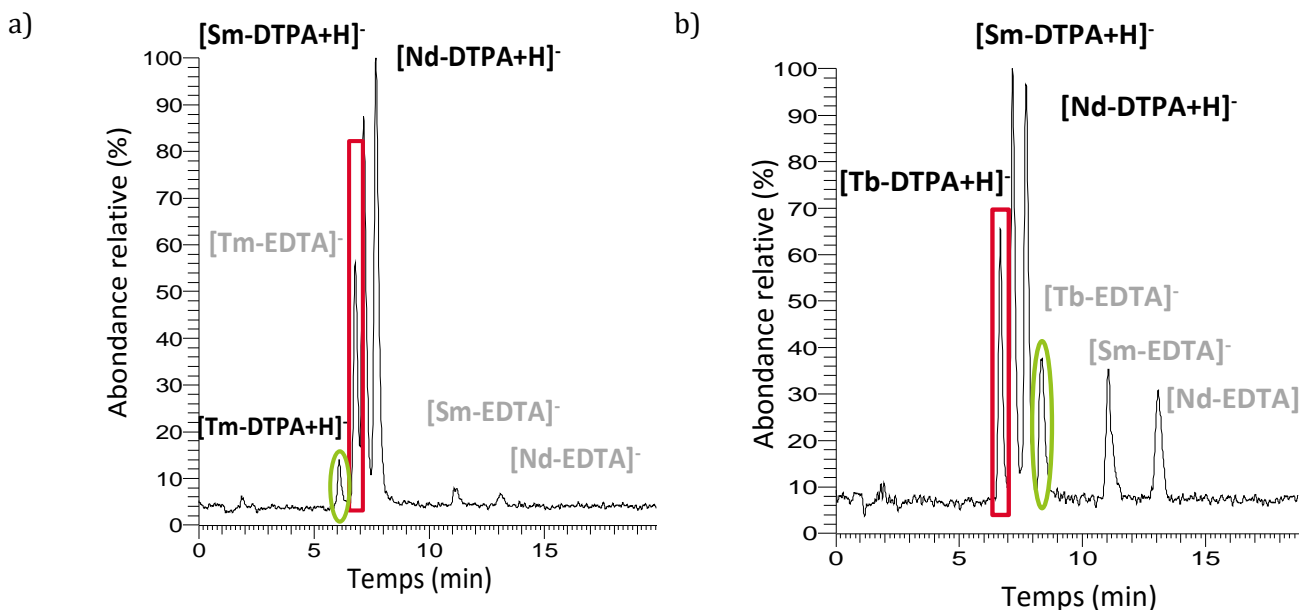 a)
[Sm-DTPA+H]-
[Nd-DTPA+H]-
100
90
80
70
60
50
40
30
20
10
0
[Tm-EDTA]-
[Tm-DTPA+H]-
[Sm-EDTA]-
[Nd-EDTA]-
Abondance relative (%)
0 5 10 15
Temps (min)
b)
[Sm-DTPA+H]-
[Nd-DTPA+H]-
100
90
80
70
60
50
40
30
20
10
0
[Tb-DTPA+H]-
[Tb-EDTA]-
[Sm-EDTA]-
[Nd-EDTA]
Abondance relative (%)
0 5 10 15
Temps (min)